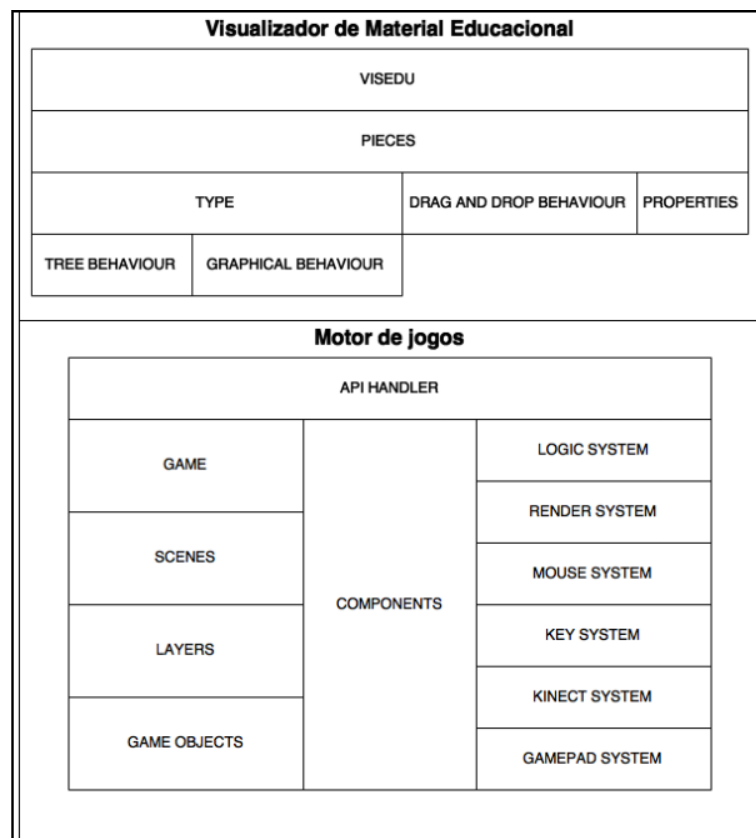 Visualizador de Material Educacional
VISEDU
PIECES
TYPE
DRAG AND DROP BEHAVIOUR
PROPERTIES
TREE BEHAVIOUR
GRAPHICAL BEHAVIOUR
Motor de jogos
API HANDLER
GAME
SCENES
LAYERS
GAME OBJECTS
COMPONENTS
LOGIC SYSTEM
RENDER SYSTEM
MOUSE SYSTEM
KEY SYSTEM
KINECT SYSTEM
GAMEPAD SYSTEM